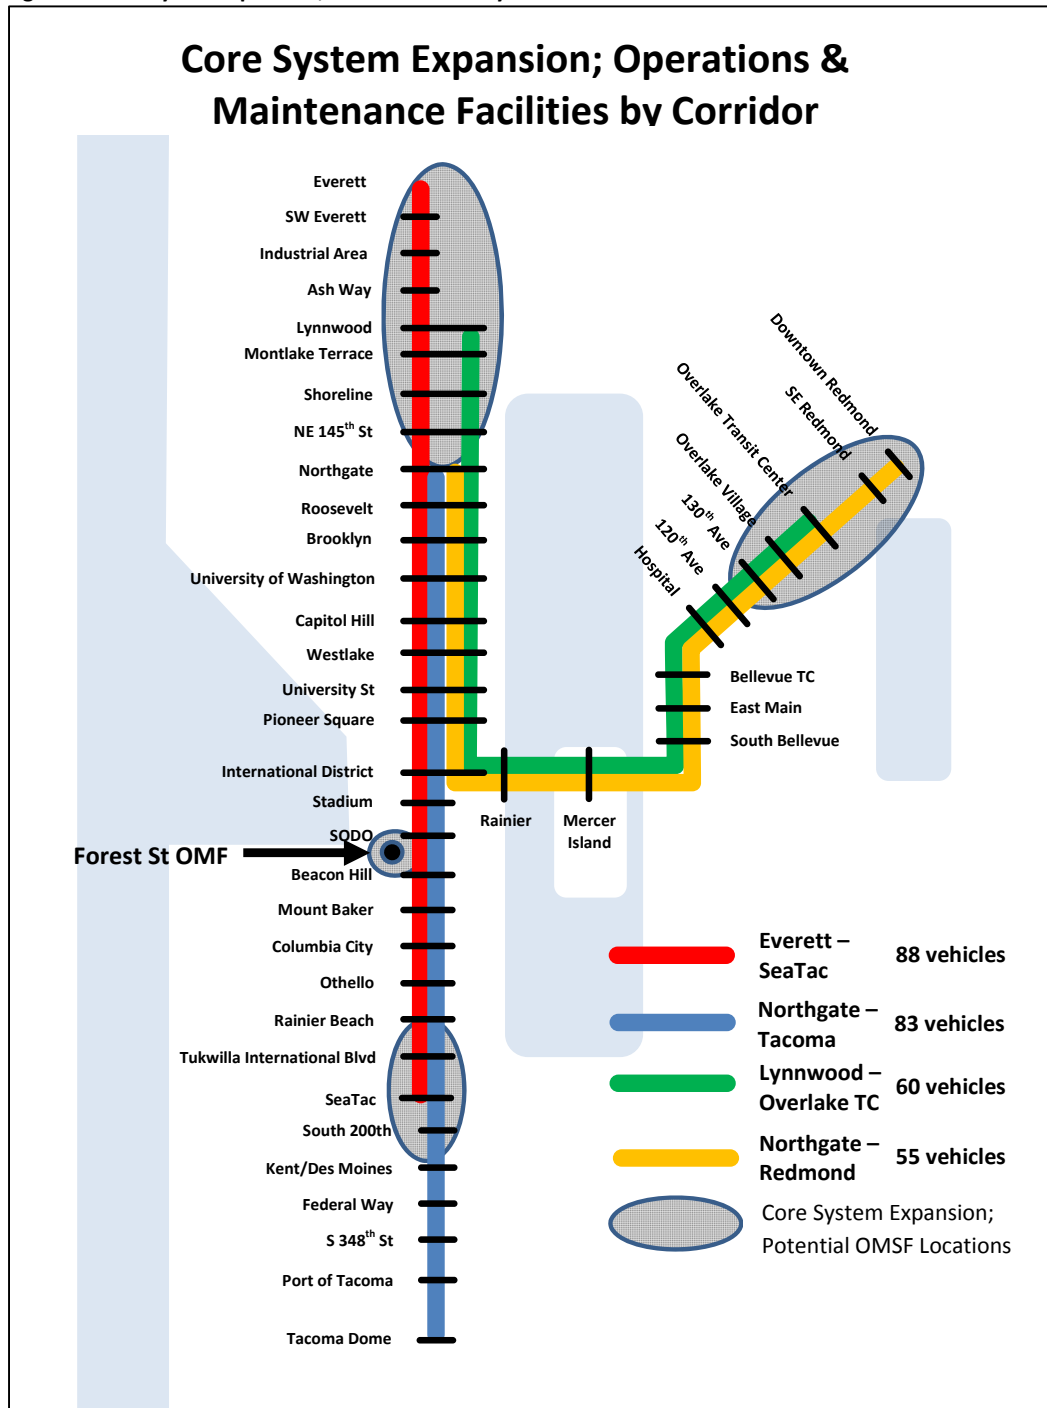 Core System Expansion; Operations &
Maintenance Facilities by Corridor
Everett
SW Everett
Industrial Area
Ash Way
Lynnwood
Montlake Terrace
Shoreline
NE 145th St
Northgate
Roosevelt
Brooklyn
University of Washington
Capitol Hill
Westlake
University St
Pioneer Square
International District
Stadium
SODO
Forest St OMF
Beacon Hill
Mount Baker
Columbia City
Othello
Rainier Beach
Tukwilla International Blvd
SeaTac
South 200th
Kent/Des Moines
Federal Way
S 348th St
Port of Tacoma
Tacoma Dome
Downtown Redmond
SE Redmond
Overlake Transit Center
Overlake Village
130th Ave
120th Ave
Hospital
Bellevue TC
East Main
South Bellevue
Rainier
Mercer
Island
Everett –
SeaTac
88 vehicles
Northgate –
Tacoma
83 vehicles
Lynnwood –
Overlake TC
60 vehicles
Northgate –
Redmond
55 vehicles
Core System Expansion;
Potential OMSF Locations